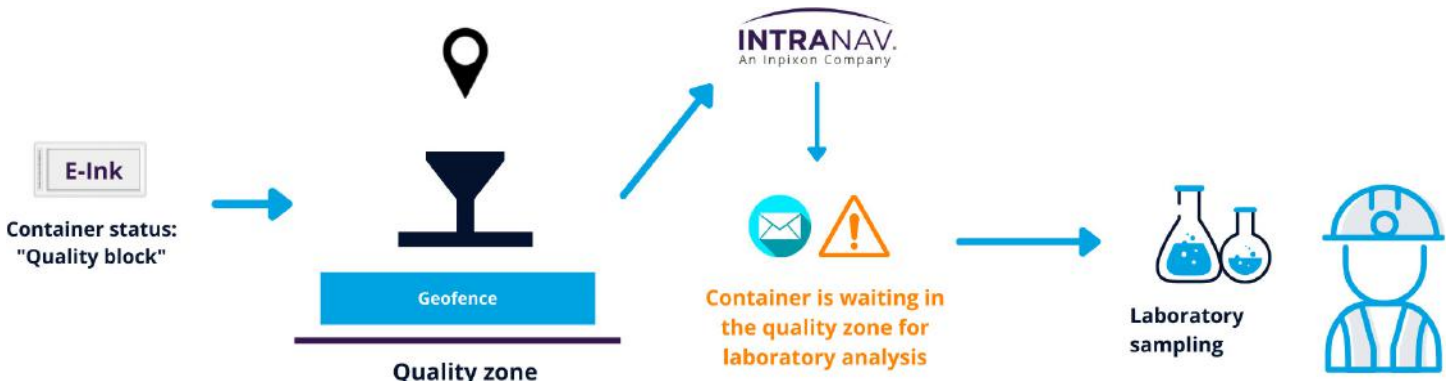 E-Ink
Container status:
"Quality block"
Geofence
Quality zone
INTRANAV.
An Inpixon Company
Container is waiting in
the quality zone for
laboratory analysis
Laboratory
sampling